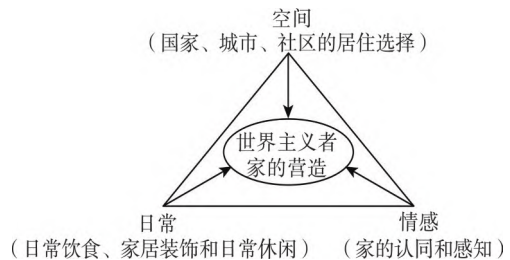 空间
（国家、城市、社区的居住选择）
世界主义者
家的营造
日常
（日常饮食、家居装饰和日常休闲）
情感
（家的认同和感知）